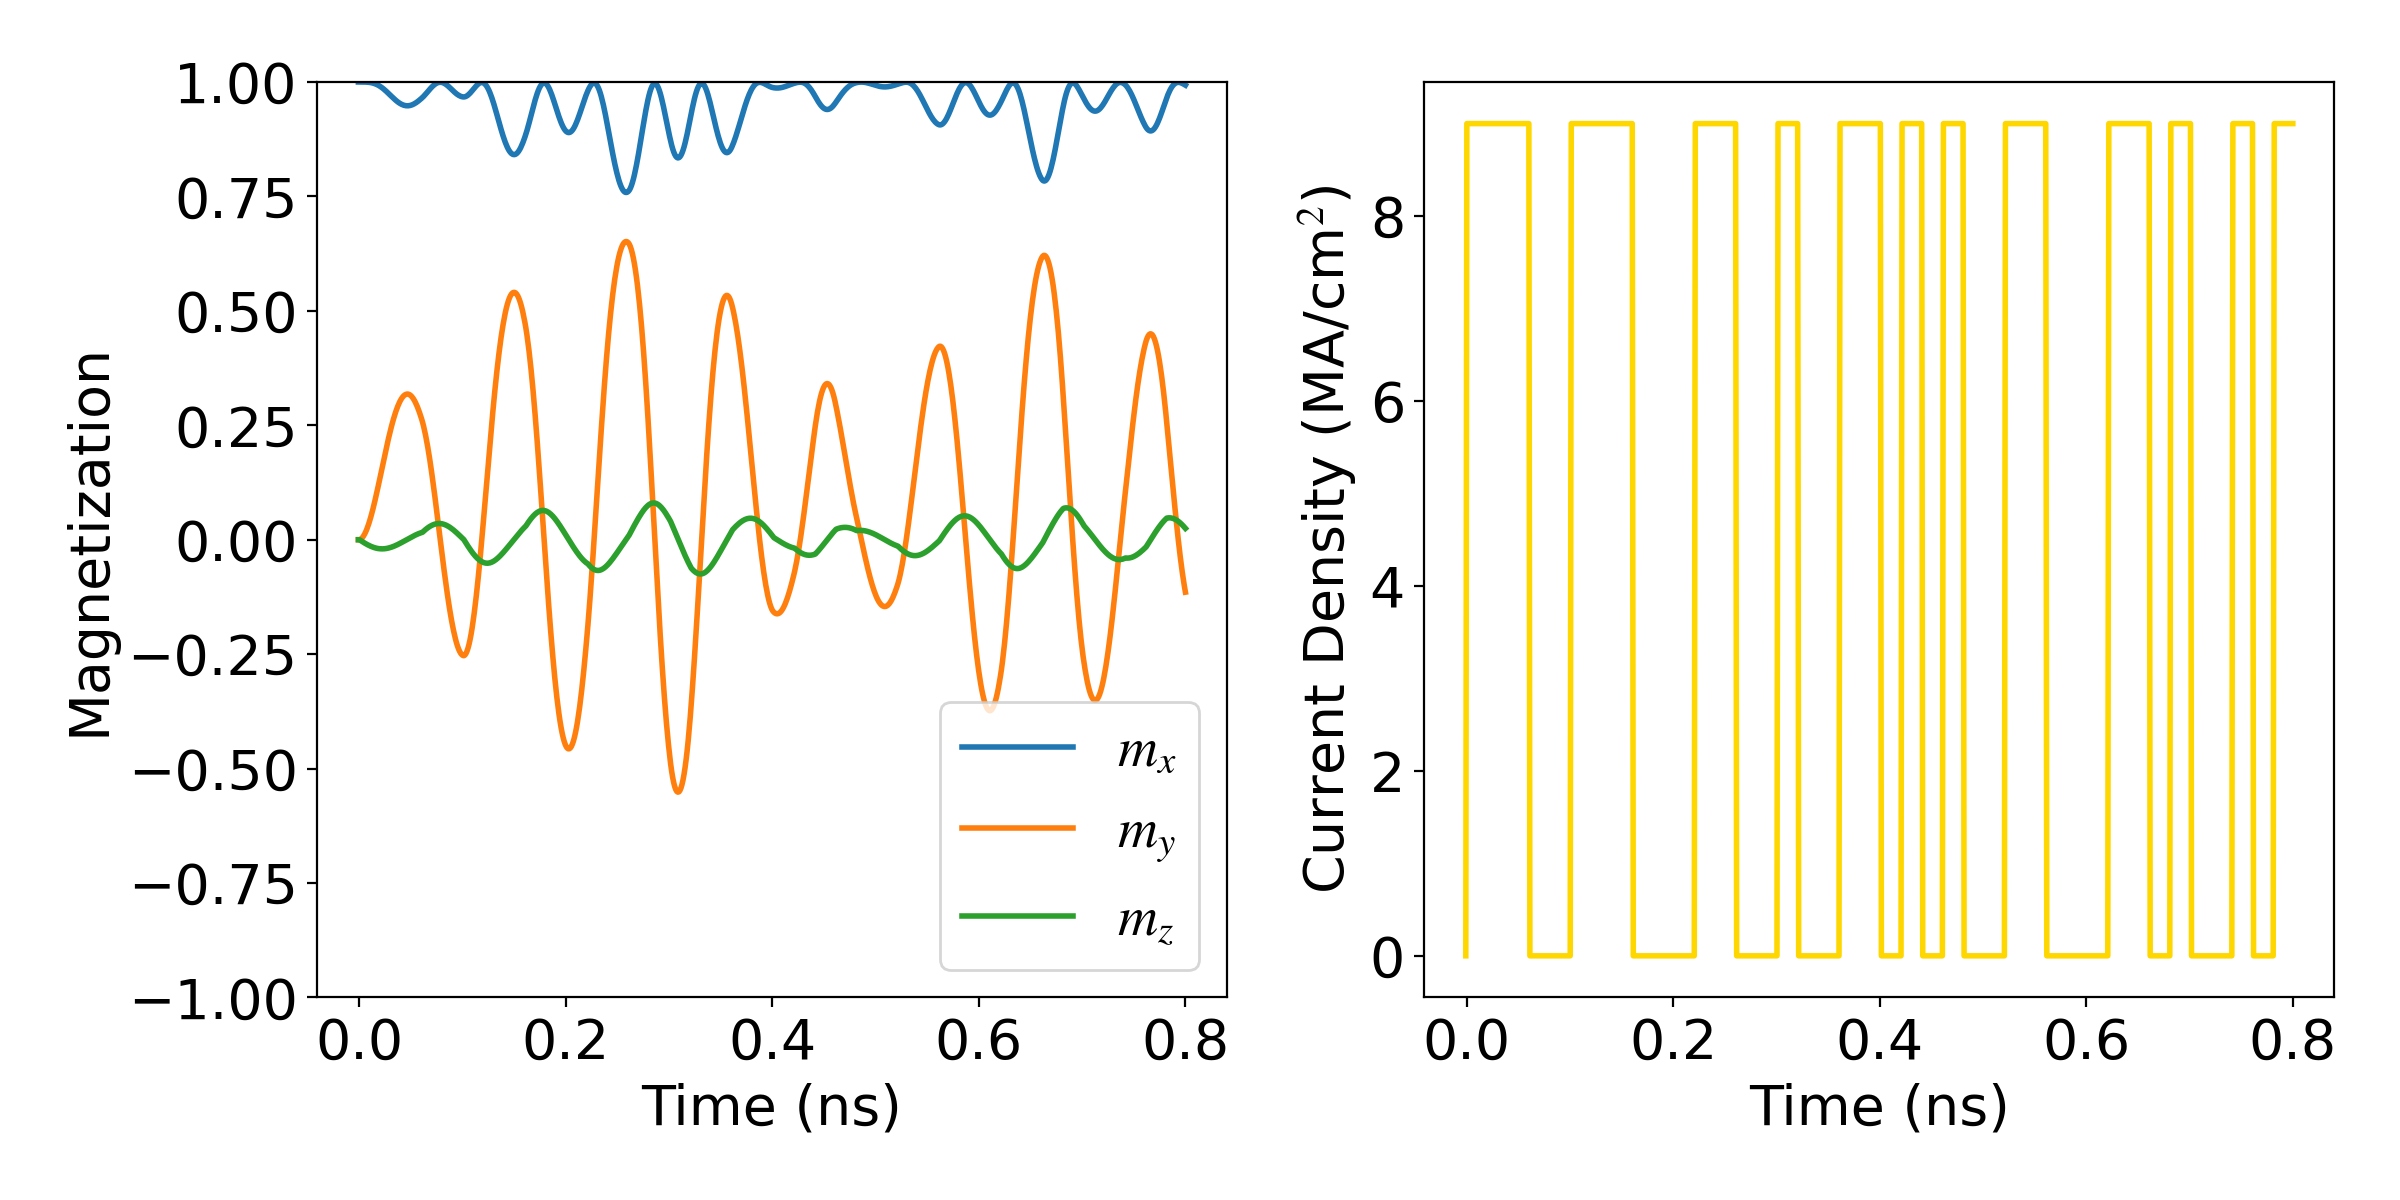 1.00
0.75
0.50
0.25
0.00
−0.25
−0.50
−0.75
−1.00
Magnetization
0.0 0.2 0.4 0.6 0.8
Time (ns)
m_x
m_y
m_z
8
6
4
2
0
Current Density (MA/cm²)
0.0 0.2 0.4 0.6 0.8
Time (ns)